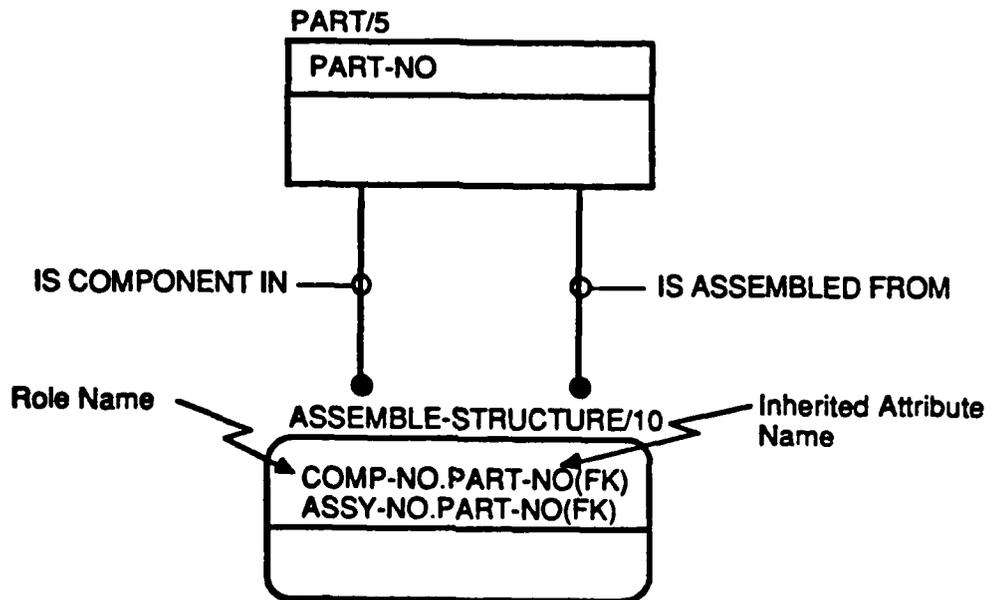 PART/5
PART-NO
IS COMPONENT IN
IS ASSEMBLED FROM
Role Name
ASSEMBLE-STRUCTURE/10
Inherited Attribute
Name
COMP-NO.PART-NO(FK)
ASSY-NO.PART-NO(FK)